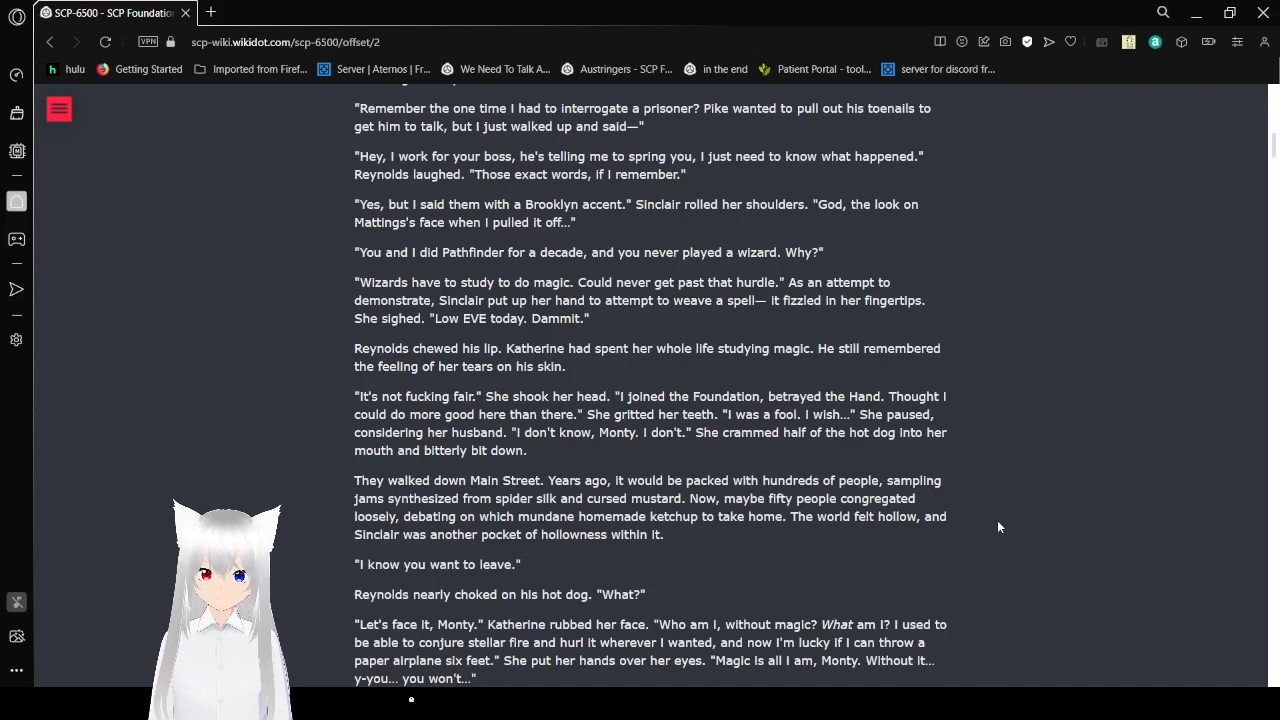 SCP-6500 - SCP Foundation
VPN
scp-wiki.wikidot.com/scp-6500/offset/2
hulu
Getting Started
Imported from Firef...
Server | Aternos | Fr...
We Need To Talk A...
Austringers - SCP F...
in the end
Patient Portal - tool...
server for discord fr...
"Remember the one time I had to interrogate a prisoner? Pike wanted to pull out his toenails to
get him to talk, but I just walked up and said—"
"Hey, I work for your boss, he's telling me to spring you, I just need to know what happened."
Reynolds laughed. "Those exact words, if I remember."
"Yes, but I said them with a Brooklyn accent." Sinclair rolled her shoulders. "God, the look on
Mattings's face when I pulled it off…"
"You and I did Pathfinder for a decade, and you never played a wizard. Why?"
"Wizards have to study to do magic. Could never get past that hurdle." As an attempt to
demonstrate, Sinclair put up her hand to attempt to weave a spell— it fizzled in her fingertips.
She sighed. "Low EVE today. Dammit."
Reynolds chewed his lip. Katherine had spent her whole life studying magic. He still remembered
the feeling of her tears on his skin.
"It's not fucking fair." She shook her head. "I joined the Foundation, betrayed the Hand. Thought I
could do more good here than there." She gritted her teeth. "I was a fool. I wish…" She paused,
considering her husband. "I don't know, Monty. I don't." She crammed half of the hot dog into her
mouth and bitterly bit down.
They walked down Main Street. Years ago, it would be packed with hundreds of people, sampling
jams synthesized from spider silk and cursed mustard. Now, maybe fifty people congregated
loosely, debating on which mundane homemade ketchup to take home. The world felt hollow, and
Sinclair was another pocket of hollowness within it.
"I know you want to leave."
Reynolds nearly choked on his hot dog. "What?"
"Let's face it, Monty." Katherine rubbed her face. "Who am I, without magic? What am I? I used to
be able to conjure stellar fire and hurl it wherever I wanted, and now I'm lucky if I can throw a
paper airplane six feet." She put her hands over her eyes. "Magic is all I am, Monty. Without it…
y-you… you won't…"